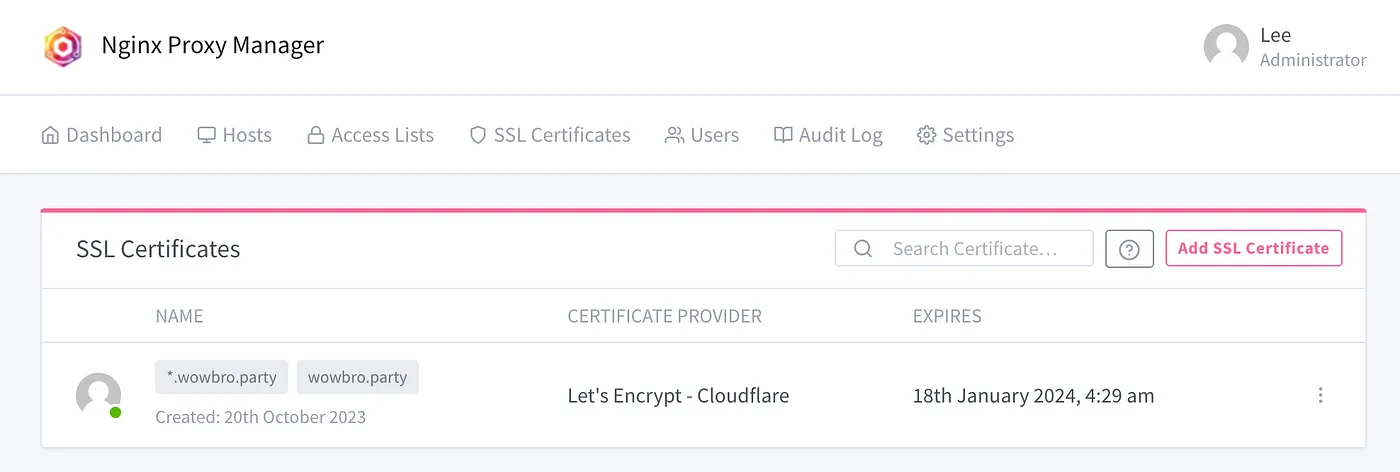 Nginx Proxy Manager
Lee
Administrator
Dashboard Hosts Access Lists SSL Certificates Users Audit Log Settings
SSL Certificates
Search Certificate...
Add SSL Certificate
NAME CERTIFICATE PROVIDER EXPIRES
*.wowbro.party wowbro.party
Created: 20th October 2023
Let's Encrypt - Cloudflare
18th January 2024, 4:29 am